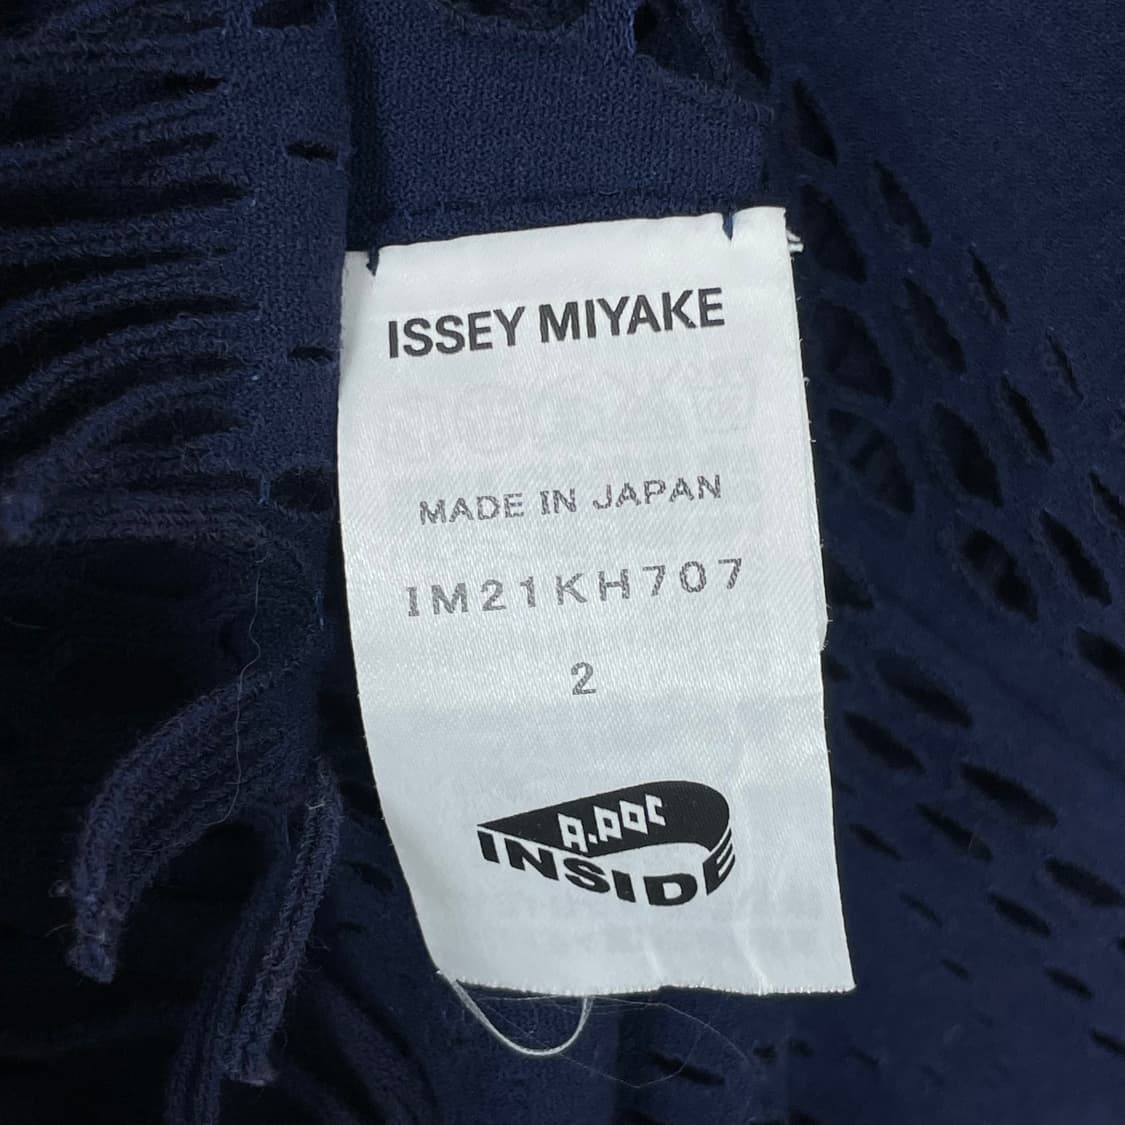 ISSEY MIYAKE
MADE IN JAPAN
IM21KH707
2
A.POC
INSIDE